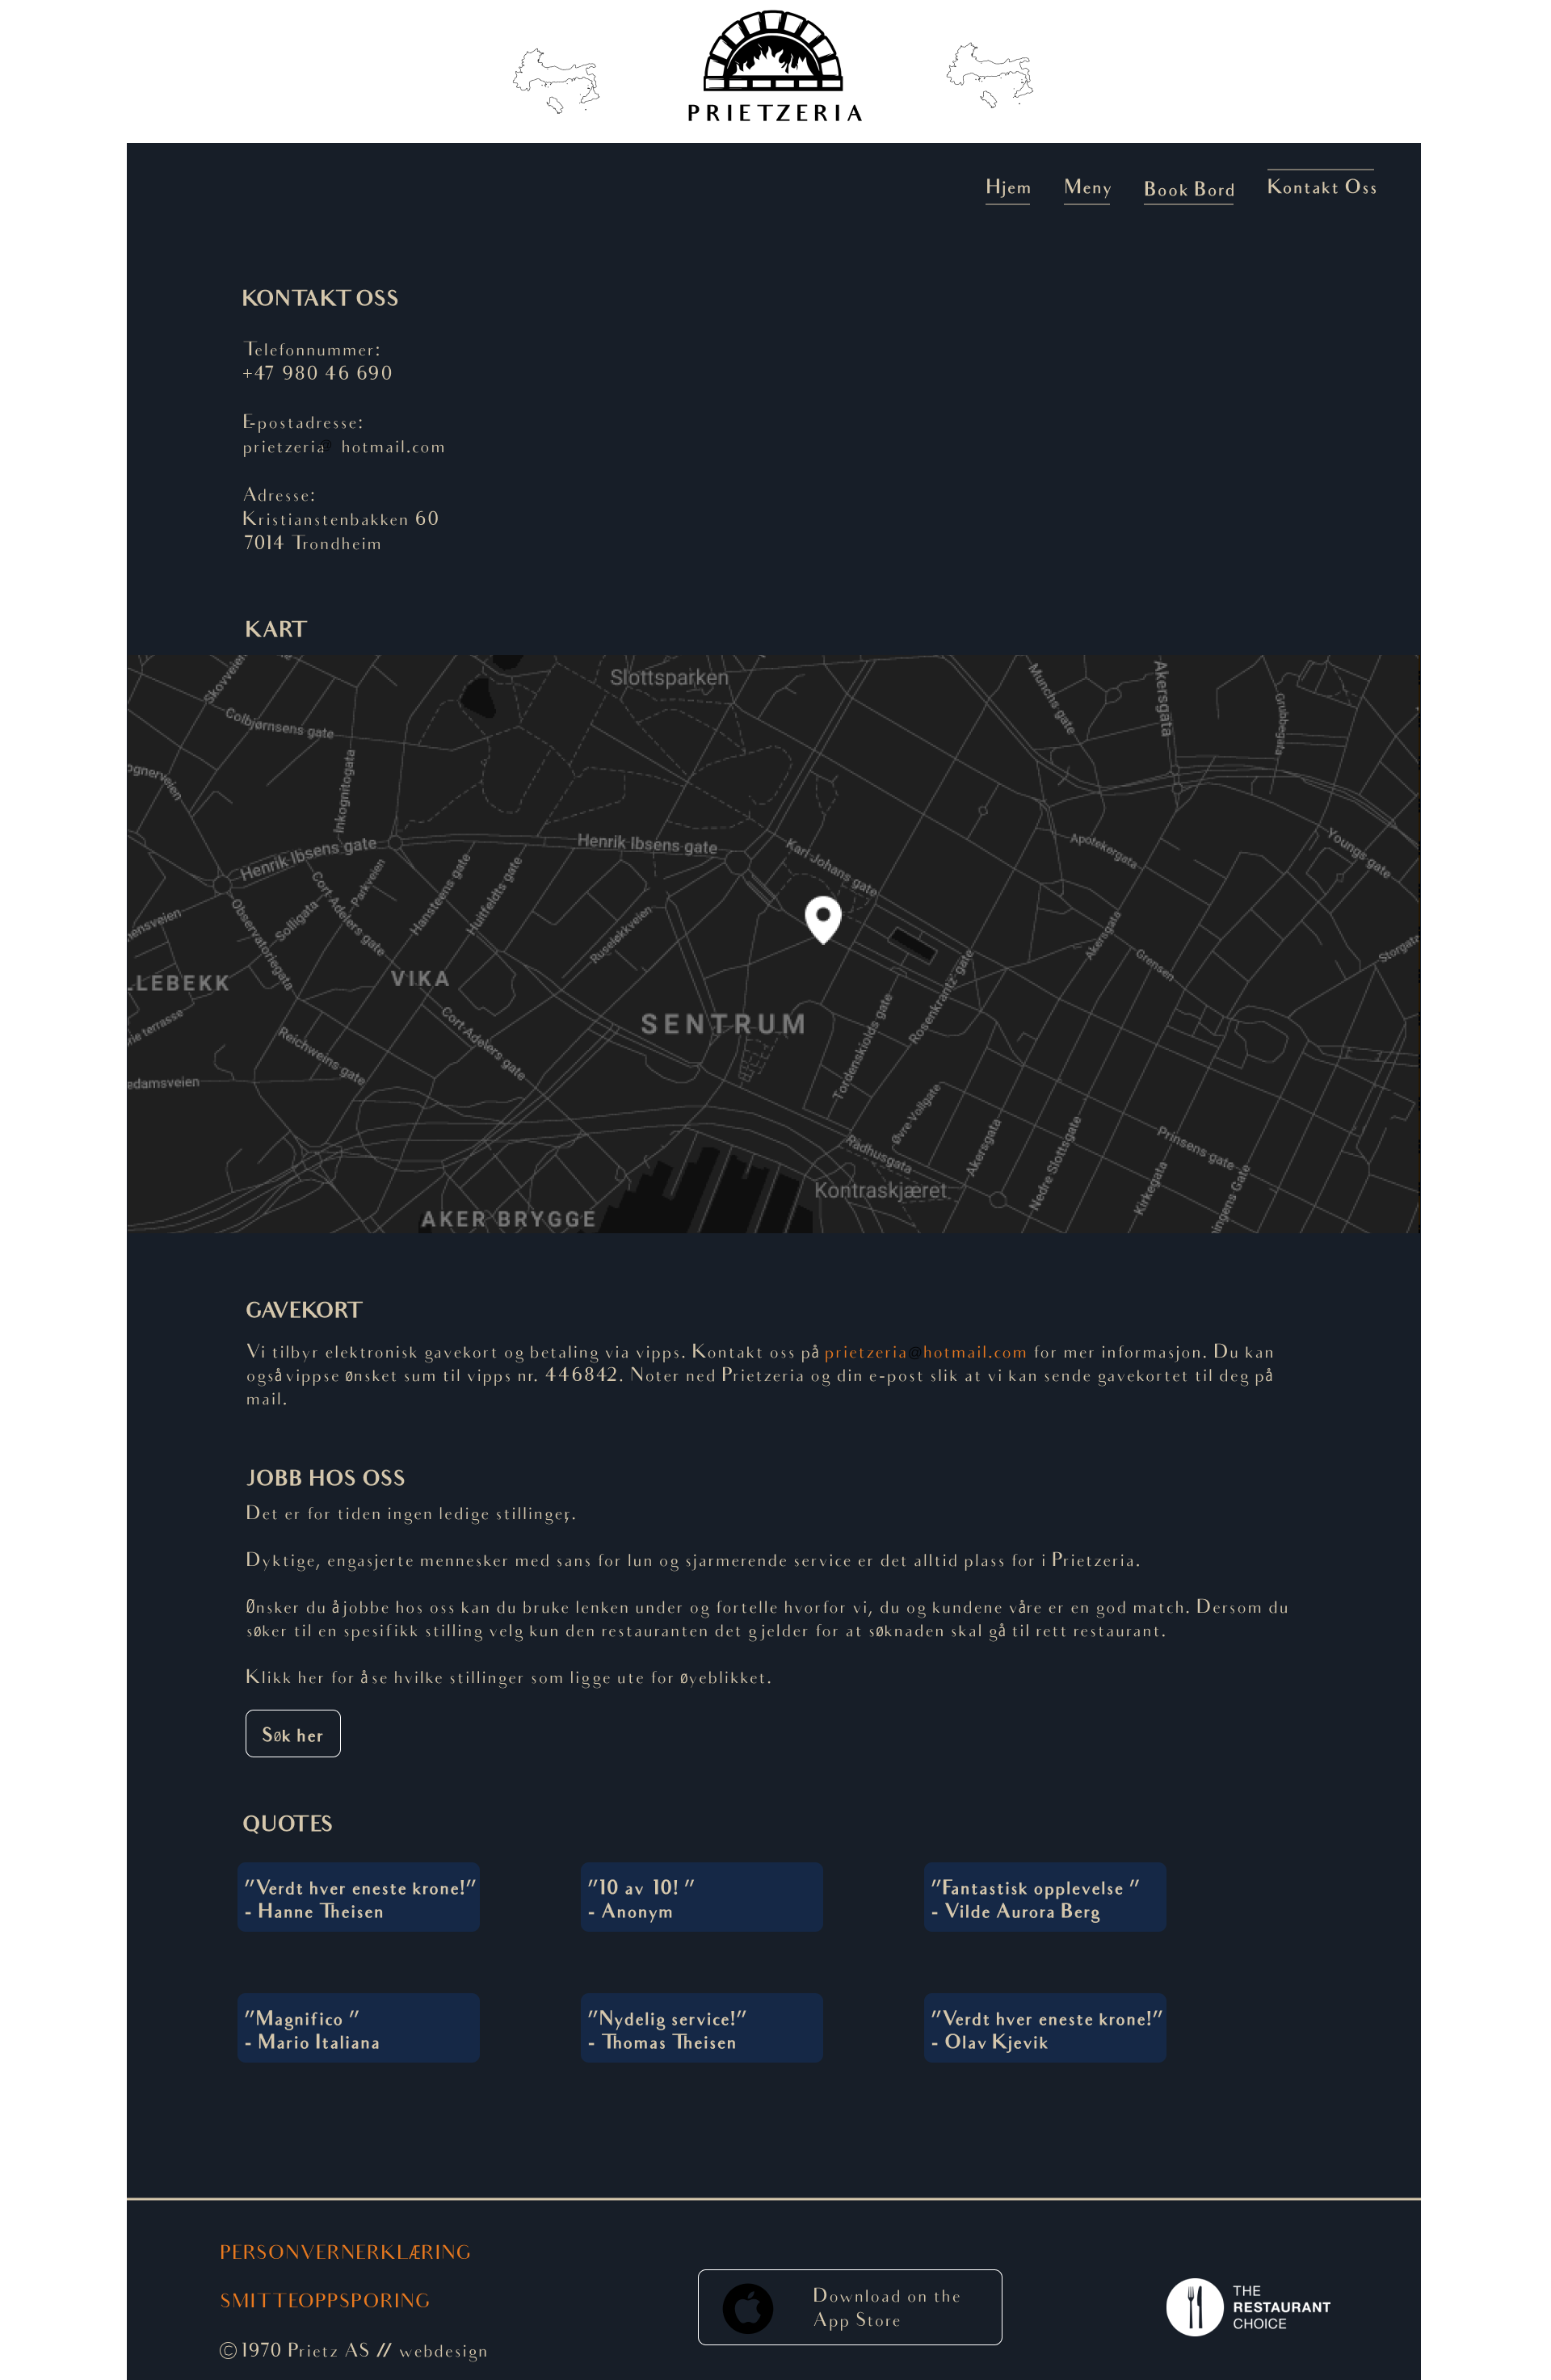 PRIETZERIA
Hjem Meny Book Bord Kontakt Oss
KONTAKT OSS
Telefonnummer:
+47 980 46 690
E-postadresse:
prietzeria@ hotmail.com
Adresse:
Kristianstenbakken 60
7014 Trondheim
KART
Slottsparken
Skovveien
Colbjørnsens gate
Munchs gate
Akersgata
Grubbegata
ognerveien
Inkognitogata
Henrik Ibsens gate
Henrik Ibsens gate
Karl Johans gate
Apotekergata
Youngs gate
Parkveien
Cort Adelers gate
Hansteens gate
Huitfeldts gate
Observatoriegata
Solligata
Ruseløkkveien
Akersgata
Grensen
Storgata
ensveien
LLEBEKK
VIKA
SENTRUM
Rosenkrantz' gate
Tordenskiolds gate
rie terrasse
Reichweins gate
Cort Adelers gate
edamsveien
Øvre Vollgate
Rådhusgata
Akersgata
Nedre Slottsgate
Prinsens gate
Kirkegata
ningens Gate
Kontraskjæret
AKER BRYGGE
GAVEKORT
Vi tilbyr elektronisk gavekort og betaling via vipps. Kontakt oss på prietzeria@hotmail.com for mer informasjon. Du kan
også vippse ønsket sum til vipps nr. 446842. Noter ned Prietzeria og din e-post slik at vi kan sende gavekortet til deg på
mail.
JOBB HOS OSS
Det er for tiden ingen ledige stillinger,.
Dyktige, engasjerte mennesker med sans for lun og sjarmerende service er det alltid plass for i Prietzeria.
Ønsker du å jobbe hos oss kan du bruke lenken under og fortelle hvorfor vi, du og kundene våre er en god match. Dersom du
søker til en spesifikk stilling velg kun den restauranten det gjelder for at søknaden skal gå til rett restaurant.
Klikk her for å se hvilke stillinger som ligge ute for øyeblikket.
Søk her
QUOTES
"Verdt hver eneste krone!"
- Hanne Theisen
"10 av 10! "
- Anonym
"Fantastisk opplevelse "
- Vilde Aurora Berg
"Magnifico "
- Mario Italiana
"Nydelig service!"
- Thomas Theisen
"Verdt hver eneste krone!"
- Olav Kjevik
PERSONVERNERKLÆRING
SMITTEOPPSPORING
©1970 Prietz AS // webdesign
Download on the
App Store
THE
RESTAURANT
CHOICE